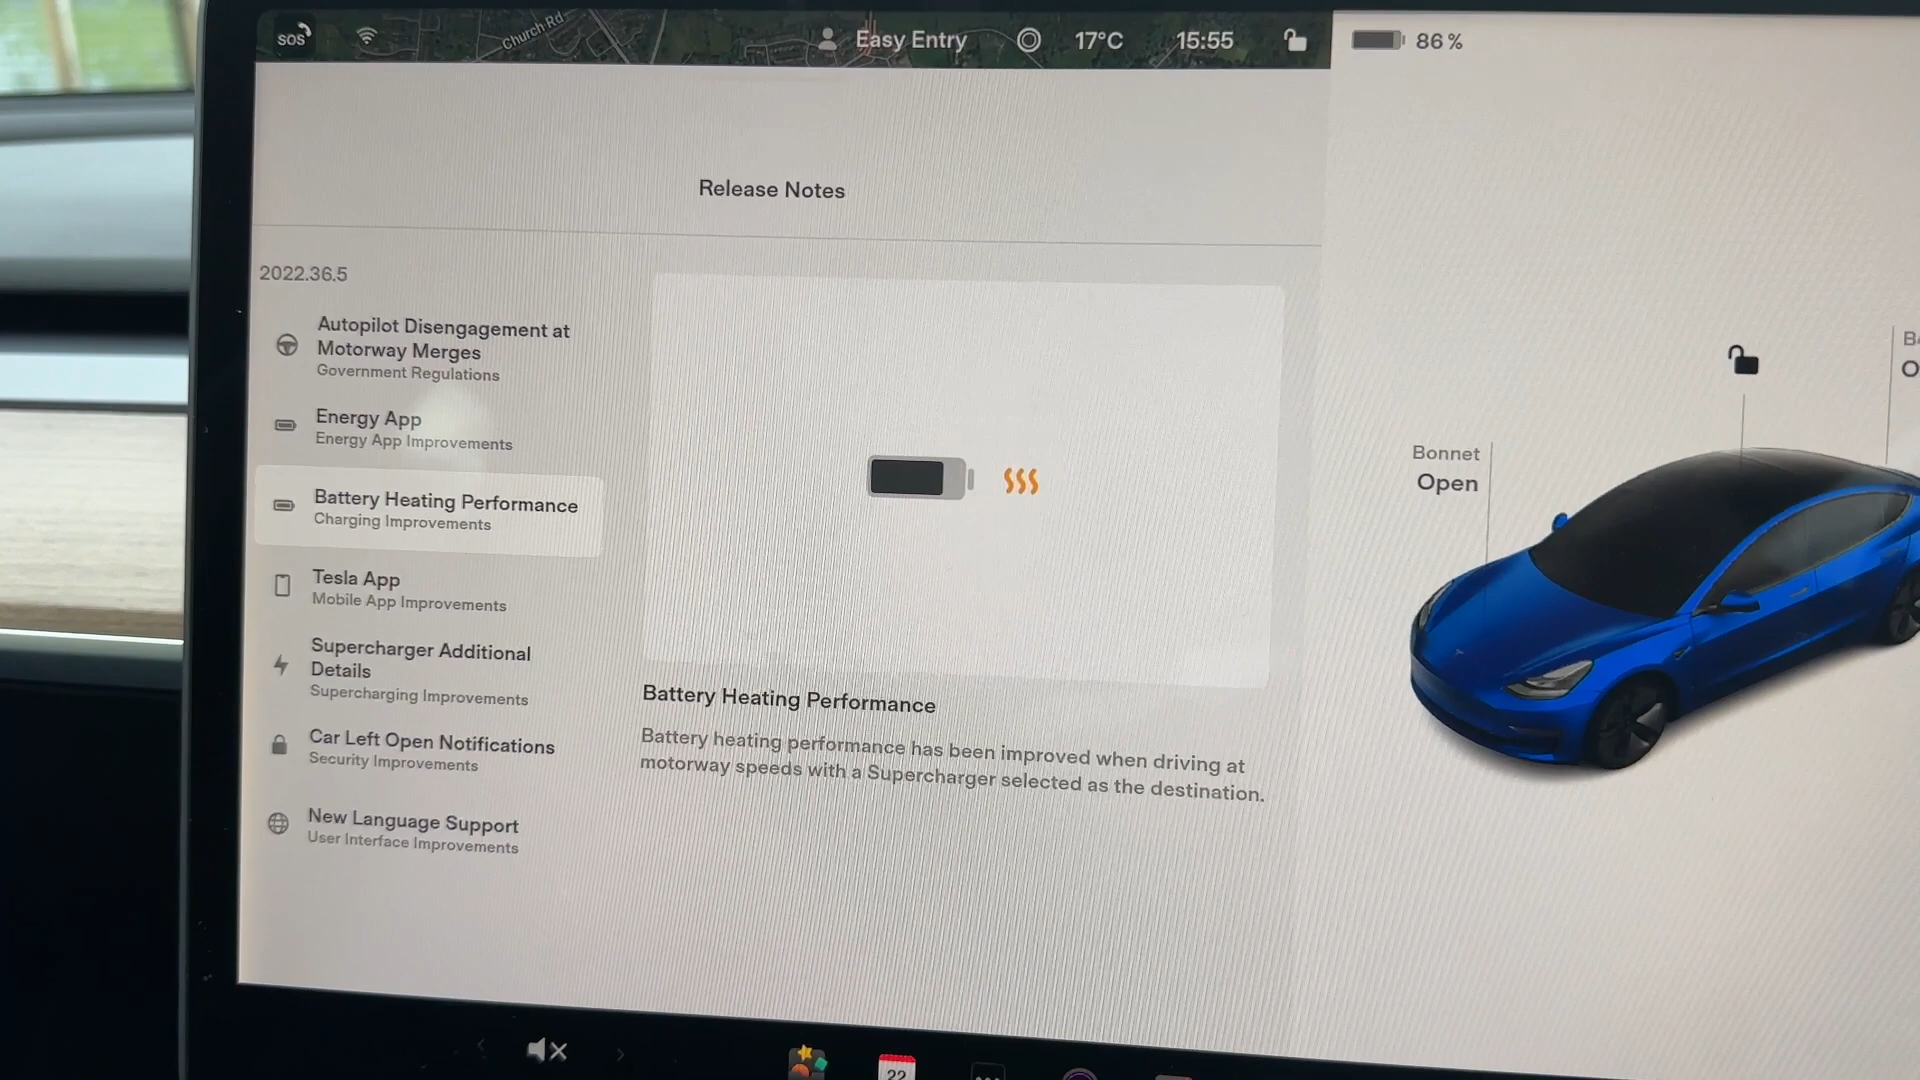 SOS
Church Rd
Easy Entry
17°C
15:55
86 %
Release Notes
2022.36.5
Autopilot Disengagement at
Motorway Merges
Government Regulations
Energy App
Energy App Improvements
Battery Heating Performance
Charging Improvements
Tesla App
Mobile App Improvements
Supercharger Additional
Details
Supercharging Improvements
Car Left Open Notifications
Security Improvements
New Language Support
User Interface Improvements
Battery Heating Performance
Battery heating performance has been improved when driving at
motorway speeds with a Supercharger selected as the destination.
Bonnet
Open
22